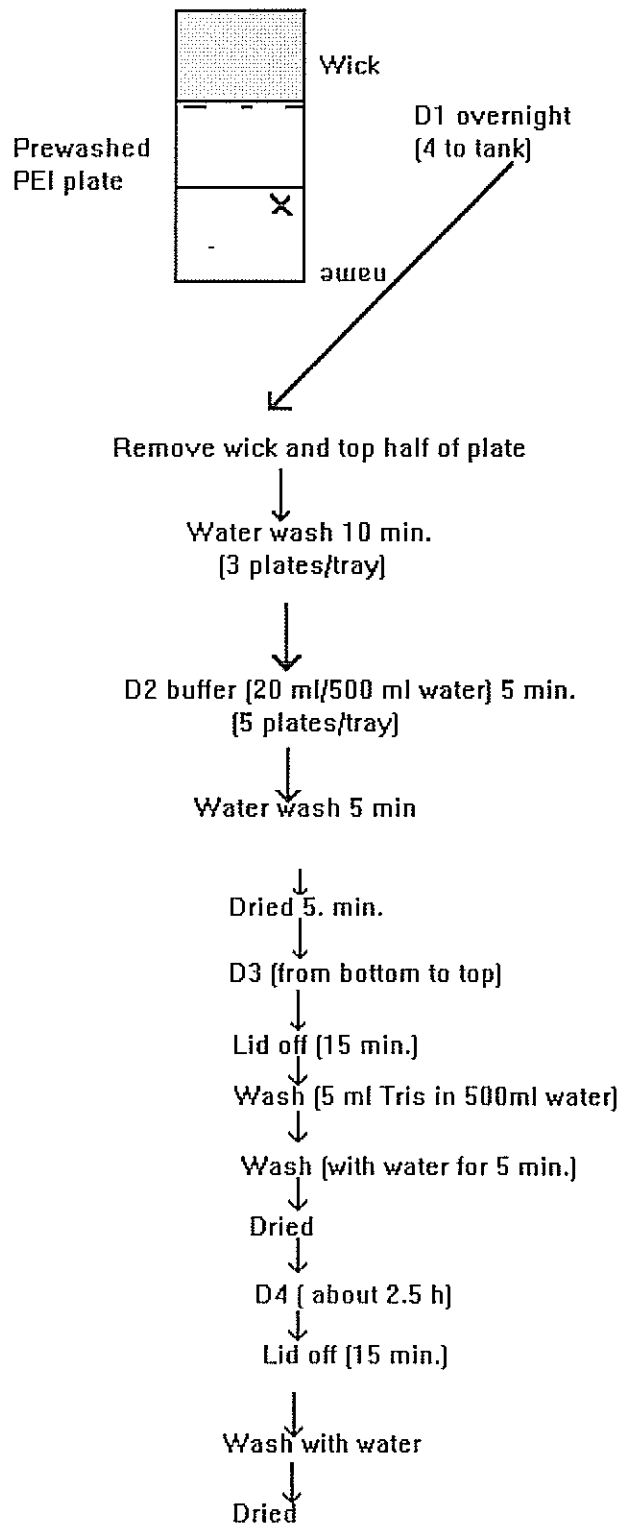 Wick
D1 overnight
(4 to tank)
Prewashed
PEI plate
X
name
Remove wick and top half of plate
Water wash 10 min.
(3 plates/tray)
D2 buffer (20 ml/500 ml water) 5 min.
(5 plates/tray)
Water wash 5 min
Dried 5. min.
D3 (from bottom to top)
Lid off (15 min.)
Wash (5 ml Tris in 500ml water)
Wash (with water for 5 min.)
Dried
D4 ( about 2.5 h)
Lid off (15 min.)
Wash with water
Dried